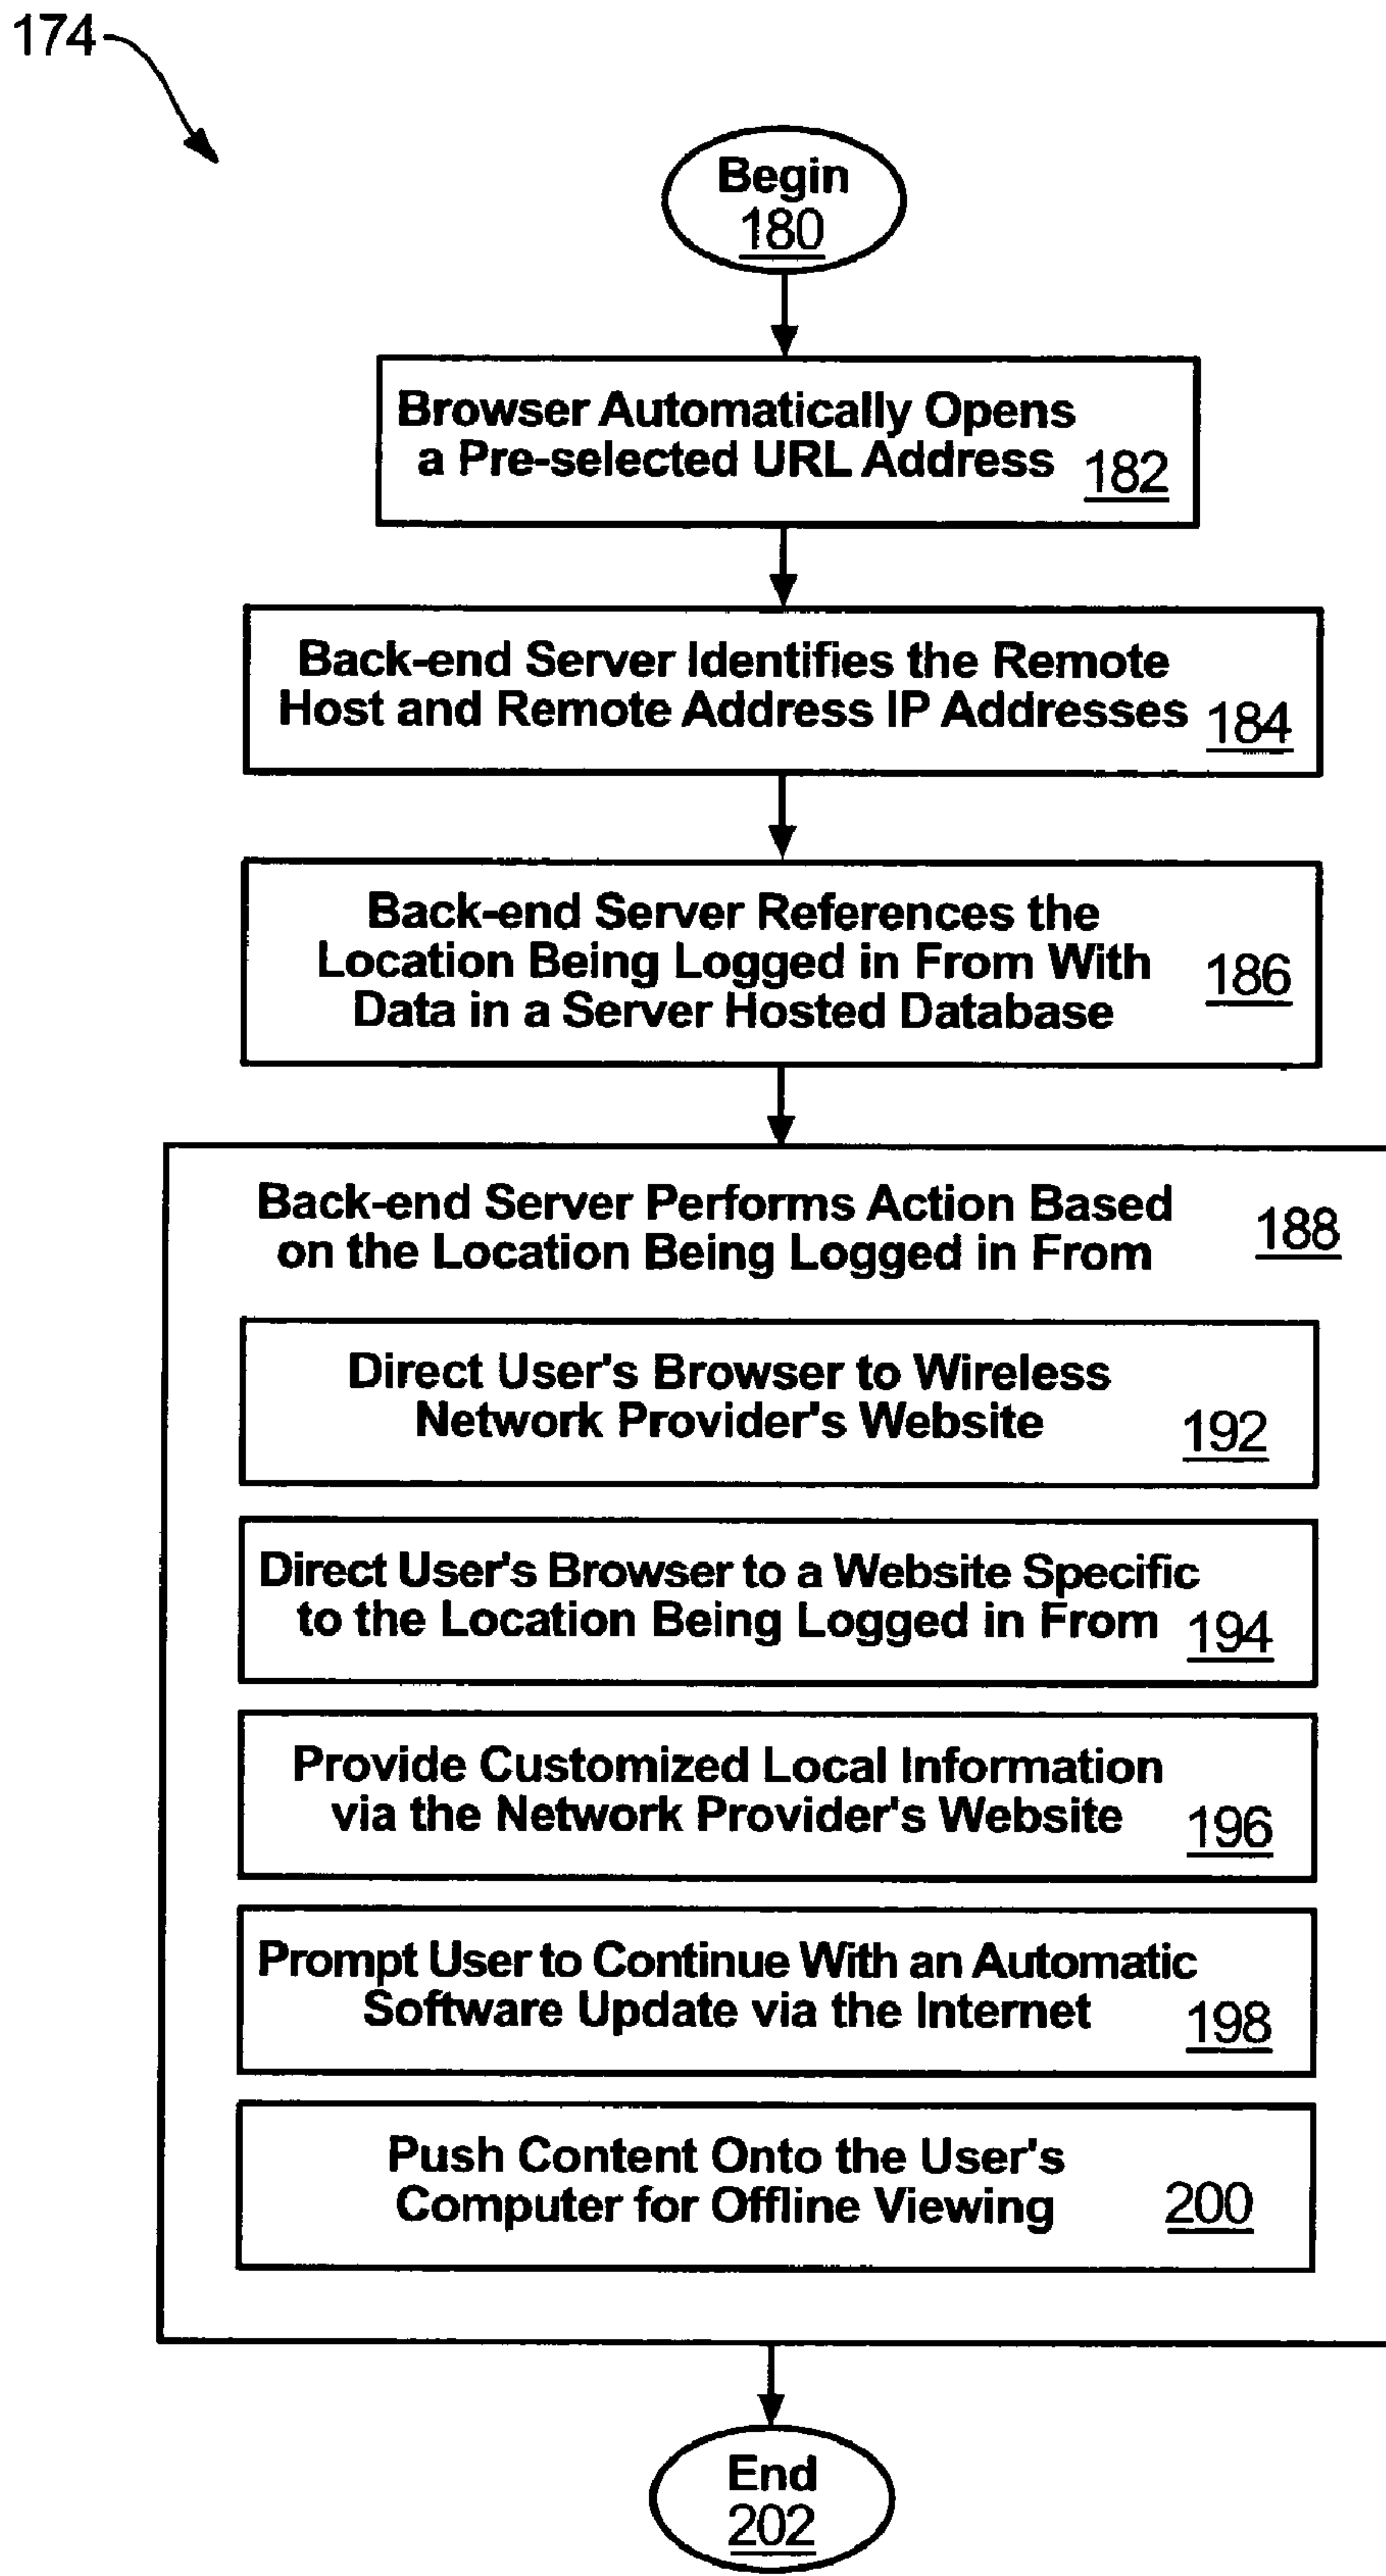 174
Begin
180
Browser Automatically Opens
a Pre-selected URL Address 182
Back-end Server Identifies the Remote
Host and Remote Address IP Addresses 184
Back-end Server References the
Location Being Logged in From With 186
Data in a Server Hosted Database
Back-end Server Performs Action Based 188
on the Location Being Logged in From
Direct User's Browser to Wireless
Network Provider's Website 192
Direct User's Browser to a Website Specific
to the Location Being Logged in From 194
Provide Customized Local Information
via the Network Provider's Website 196
Prompt User to Continue With an Automatic
Software Update via the Internet 198
Push Content Onto the User's
Computer for Offline Viewing 200
End
202